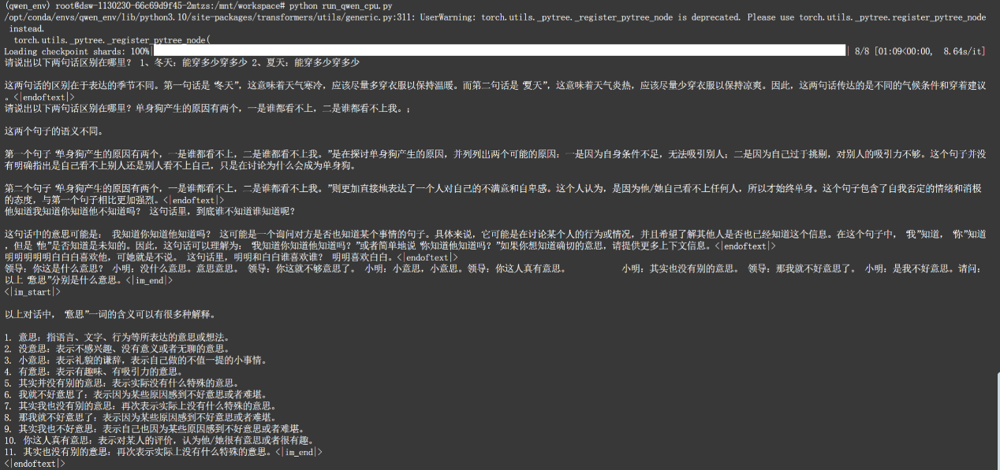 (qwen_env) root@dsw-1130230-66c69d9f45-2mtzs:/mnt/workspace# python run_qwen_cpu.py
/opt/conda/envs/qwen_env/lib/python3.10/site-packages/transformers/utils/generic.py:311: UserWarning: torch.utils._pytree._register_pytree_node is deprecated. Please use torch.utils._pytree.register_pytree_node
instead.
torch.utils._pytree._register_pytree_node(
Loading checkpoint shards: 100%| | 8/8 [01:09<00:00, 8.64s/it]
请说出以下两句话区别在哪里? 1、冬天：能穿多少穿多少 2、夏天：能穿多少穿多少
这两句话的区别在于表达的季节不同。第一句话是“冬天”，这意味着天气寒冷，应该尽量多穿衣服以保持温暖。而第二句话是“夏天”，这意味着天气炎热，应该尽量少穿衣服以保持凉爽。因此，这两句话传达的是不同的气候条件和穿着建议
。<|endoftext|>
请说出以下两句话区别在哪里？单身狗产生的原因有两个，一是谁都看不上，二是谁都看不上我。；
这两个句子的语义不同。
第一个句子“单身狗产生的原因有两个，一是谁都看不上，二是谁都看不上我。”是在探讨单身狗产生的原因，并列列出两个可能的原因：一是因为自身条件不足，无法吸引别人；二是因为自己过于挑剔，对别人的吸引力不够。这个句子并没
有明确指出是自己看不上别人还是别人看不上自己，只是在讨论为什么会成为单身狗。
第二个句子“单身狗产生的原因有两个，一是谁都看不上，二是谁都看不上我。”则更加直接地表达了一个人对自己的不满意和自卑感。这个人认为，是因为他/她自己看不上任何人，所以才始终单身。这个句子包含了自我否定的情绪和消极
的态度，与第一个句子相比更加强烈。<|endoftext|>
他知道我知道你知道他不知道吗？ 这句话里，到底谁不知道谁知道呢?
这句话中的意思可能是： 我知道你知道他知道吗？ 这可能是一个询问对方是否也知道某个事情的句子。具体来说，它可能是在讨论某个人的行为或情况，并且希望了解其他人是否也已经知道这个信息。在这个句子中，“我”知道，“你”知道
，但是“他”是否知道是未知的。因此，这句话可以理解为：“我知道你知道他知道吗？”或者简单地说“你知道他知道吗？”如果你想知道确切的意思，请提供更多上下文信息。<|endoftext|>
明明明明明白白白喜欢他，可她就是不说。 这句话里，明明和白白谁喜欢谁？ 明明喜欢白白。<|endoftext|>
领导：你这是什么意思？ 小明：没什么意思。意思意思。 领导：你这就不够意思了。 小明：小意思，小意思。领导：你这人真有意思。 小明：其实也没有别的意思。 领导：那我就不好意思了。 小明：是我不好意思。请问：
以上“意思”分别是什么意思。<|im_end|>
<|im_start|>
以上对话中，“意思”一词的含义可以有很多种解释。
1. 意思：指语言、文字、行为等所表达的意思或想法。
2. 没意思：表示不感兴趣、没有意义或者无聊的意思。
3. 小意思：表示礼貌的谦辞，表示自己做的不值一提的小事情。
4. 有意思：表示有趣味、有吸引力的意思。
5. 其实并没有别的意思：表示实际没有什么特殊的意思。
6. 我就不好意思了：表示因为某些原因感到不好意思或者难堪。
7. 其实我也没有别的意思：再次表示实际上没有什么特殊的意思。
8. 那我就不好意思了：表示因为某些原因感到不好意思或者难堪。
9. 其实我也不好意思：表示自己也因为某些原因感到不好意思或者难堪。
10. 你这人真有意思：表示对某人的评价，认为他/她很有意思或者很有趣。
11. 其实也没有别的意思：再次表示实际上没有什么特殊的意思。<|im_end|>
<|endoftext|>